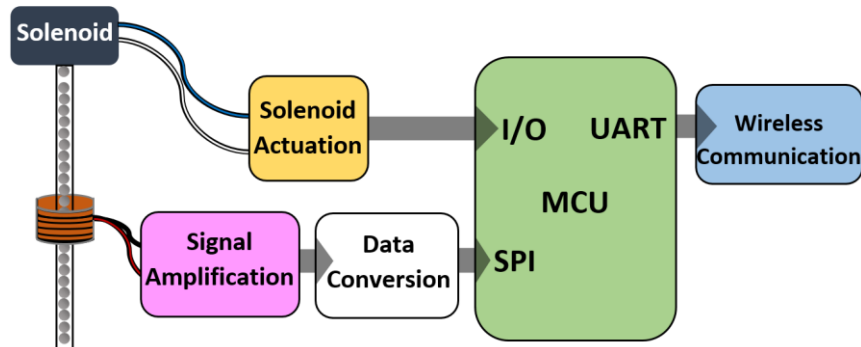 Solenoid
Solenoid
Actuation
I/O
UART
Wireless
Communication
MCU
Signal
Amplification
Data
Conversion
SPI